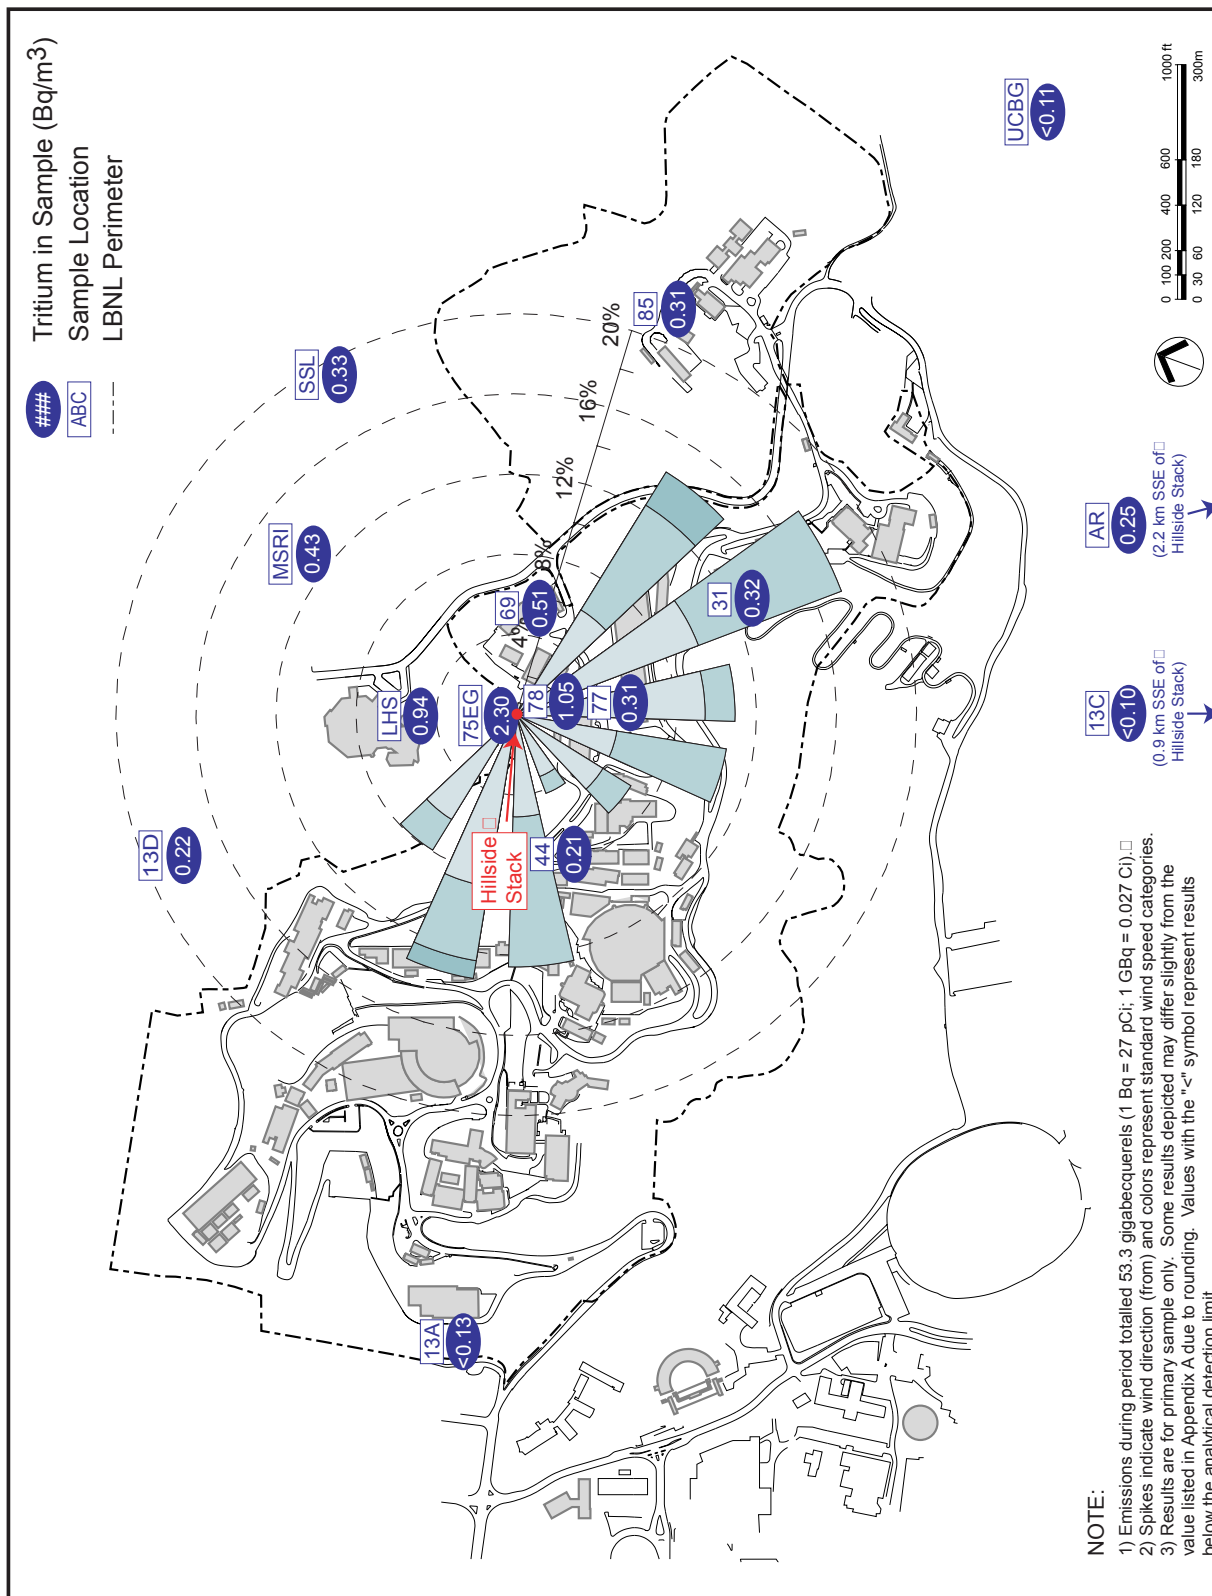 ### Tritium in Sample (Bq/m3)
ABC Sample Location
LBNL Perimeter
SSL
0.33
MSRI
0.43
LHS
0.94
13D
0.22
75EG
2.30
69
0.51
78
1.05
77
0.31
31
0.32
85
0.31
44
0.21
13A
<0.13
4%
8%
12%
16%
20%
Hillside
Stack
UCBG
<0.11
AR
0.25
(2.2 km SSE of
Hillside Stack)
13C
<0.10
(0.9 km SSE of
Hillside Stack)
0 100 200 400 600 1000 ft
0 30 60 120 180 300m
NOTE:
1) Emissions during period totalled 53.3 gigabecquerels (1 Bq = 27 pCi; 1 GBq = 0.027 Ci).
2) Spikes indicate wind direction (from) and colors represent standard wind speed categories.
3) Results are for primary sample only. Some results depicted may differ slightly from the
value listed in Appendix A due to rounding. Values with the "<" symbol represent results
below the analytical detection limit